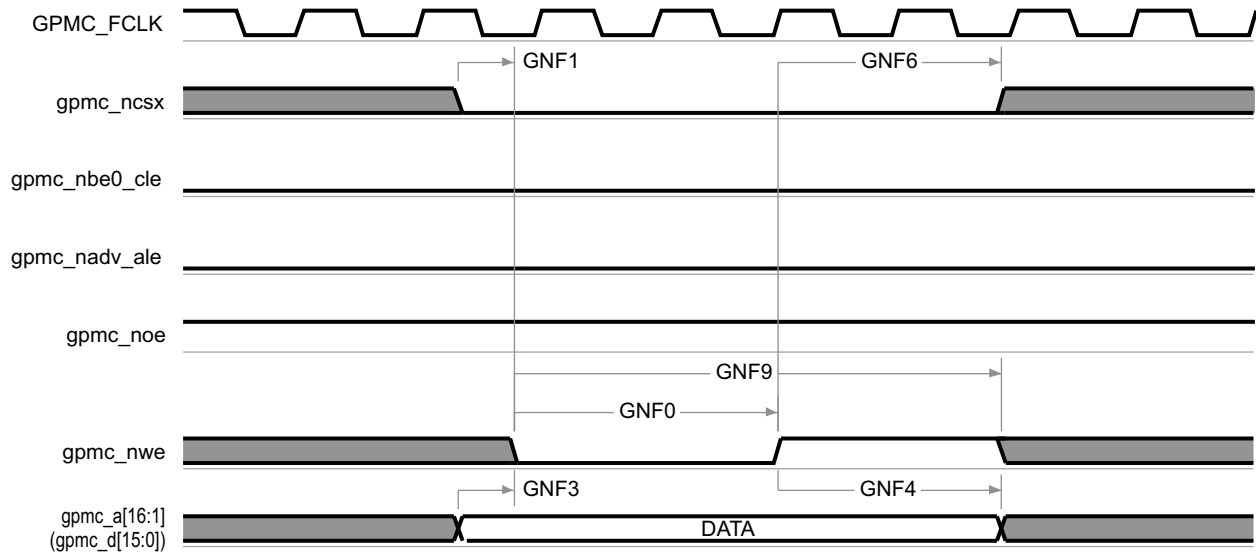 GPMC_FCLK
GNF1
GNF6
gpmc_ncsx
gpmc_nbe0_cle
gpmc_nadv_ale
gpmc_noe
GNF9
GNF0
gpmc_nwe
GNF3
GNF4
gpmc_a[16:1]
(gpmc_d[15:0])
DATA